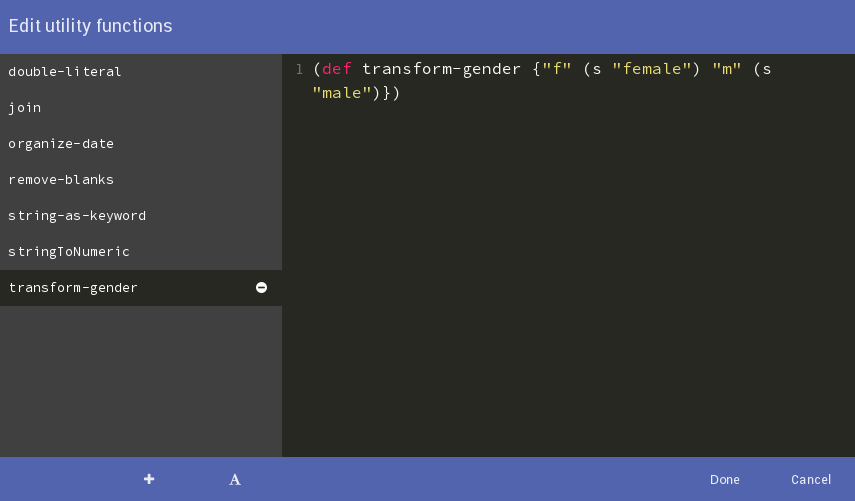 Edit utility functions
double-literal
join
organize-date
remove-blanks
string-as-keyword
stringToNumeric
transform-gender
1 (def transform-gender {"f" (s "female") "m" (s
"male")})
A
Done
Cancel